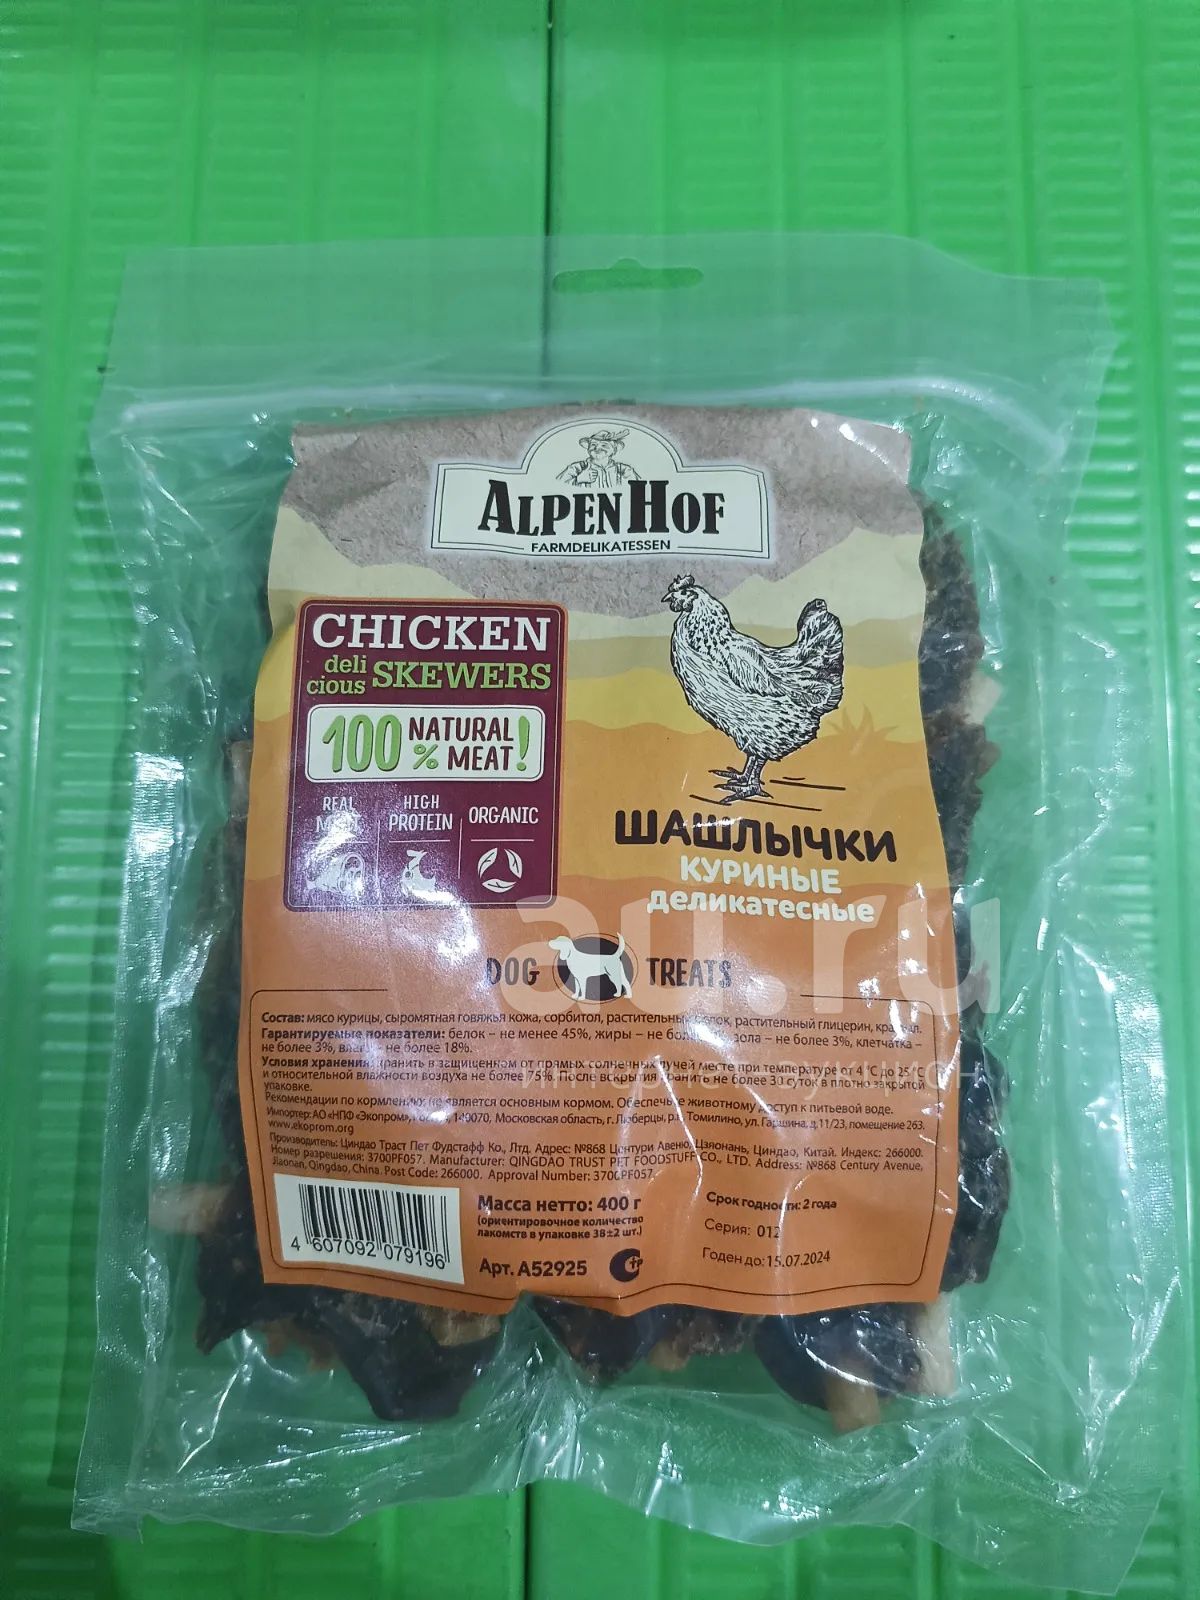 ALPENHOF
FARMDELIKATESSEN
CHICKEN
deli
cious SKEWERS
100% NATURAL MEAT!
REAL HIGH PROTEIN ORGANIC
ШАШЛЫЧКИ
КУРИНЫЕ
деликатесные
DOG TREATS
au.ru
Состав: мясо курицы, сыромятная говяжья кожа, сорбитол, растительный белок, растительный глицерин, крахмал.
Гарантируемые показатели: белок – не менее 45%, жиры – не зола – не более 3%, клетчатка –
не более 3%, не более 18%.
Условия хранения: хранить в защищенном от прямых солнечных лучей месте при температуре от 4°С до 25°С
и относительной влажности воздуха не более 75%. После вскрытия хранить не более 30 суток в плотно закрытой
упаковке.
Рекомендации по кормлению: не является основным кормом. Обеспечьте животному доступ к питьевой воде.
Импортер: АО «НПФ «Экопром», 140070, Московская область, г. Люберцы, р.п. Томилино, ул. Гаршина, д.11/23, помещение 263.
www.ekoprom.org
Производитель: Циндао Траст Пет Фудстафф Ко., Лтд. Адрес: №868 Центури Авеню, Цзяонань, Циндао, Китай. Индекс: 266000.
Номер разрешения: 3700PF057. Manufacturer: QINGDAO TRUST PET FOODSTUFF CO., LTD. Address: №868 Century Avenue,
Jiaonan, Qingdao, China. Post Code: 266000. Approval Number: 3700PF057.
Масса нетто: 400 г
(ориентировочное количество
лакомств в упаковке 38±2 шт.)
Арт. А52925
Срок годности: 2 года
Серия: 012
Годен до: 15.07.2024
4 607092 079196